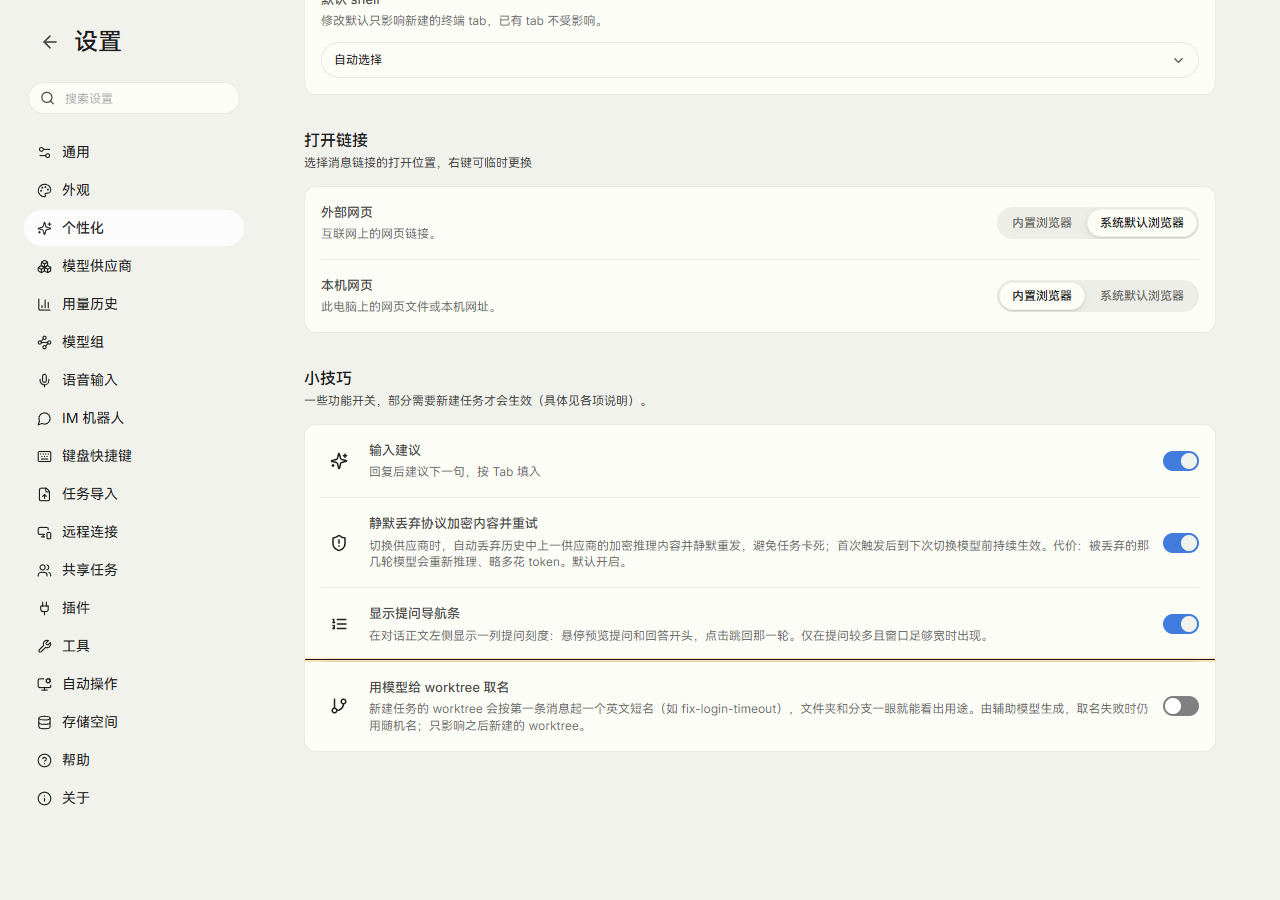 设置
搜索设置
通用
外观
个性化
模型供应商
用量历史
模型组
语音输入
IM 机器人
键盘快捷键
任务导入
远程连接
共享任务
插件
工具
自动操作
存储空间
帮助
关于
默认 shell
修改默认只影响新建的终端 tab，已有 tab 不受影响。
自动选择
打开链接
选择消息链接的打开位置，右键可临时更换
外部网页
互联网上的网页链接。
内置浏览器 系统默认浏览器
本机网页
此电脑上的网页文件或本机网址。
内置浏览器 系统默认浏览器
小技巧
一些功能开关，部分需要新建任务才会生效（具体见各项说明）。
输入建议
回复后建议下一句，按 Tab 填入
静默丢弃协议加密内容并重试
切换供应商时，自动丢弃历史中上一供应商的加密推理内容并静默重发，避免任务卡死；首次触发后到下次切换模型前持续生效。代价：被丢弃的那
几轮模型会重新推理、略多花 token。默认开启。
显示提问导航条
在对话正文左侧显示一列提问刻度：悬停预览提问和回答开头，点击跳回那一轮。仅在提问较多且窗口足够宽时出现。
用模型给 worktree 取名
新建任务的 worktree 会按第一条消息起一个英文短名（如 fix-login-timeout），文件夹和分支一眼就能看出用途。由辅助模型生成，取名失败时仍
用随机名；只影响之后新建的 worktree。